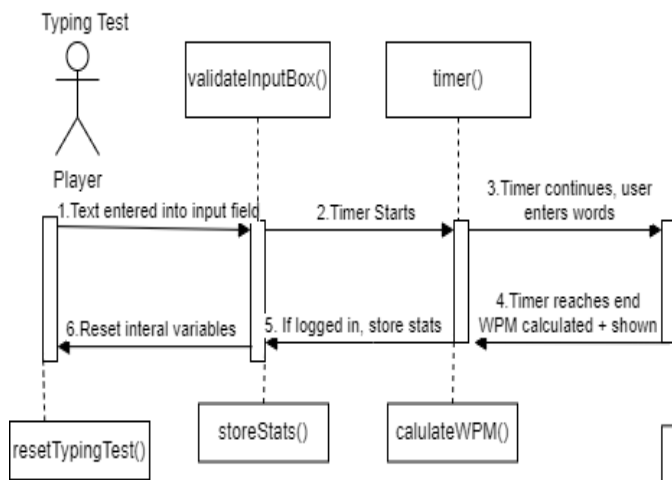 Typing Test
validateInputBox()
timer()
Player
1.Text entered into input field
2.Timer Starts
3.Timer continues, user
enters words
4.Timer reaches end
WPM calculated + shown
5. If logged in, store stats
6.Reset interal variables
resetTypingTest()
storeStats()
calulateWPM()